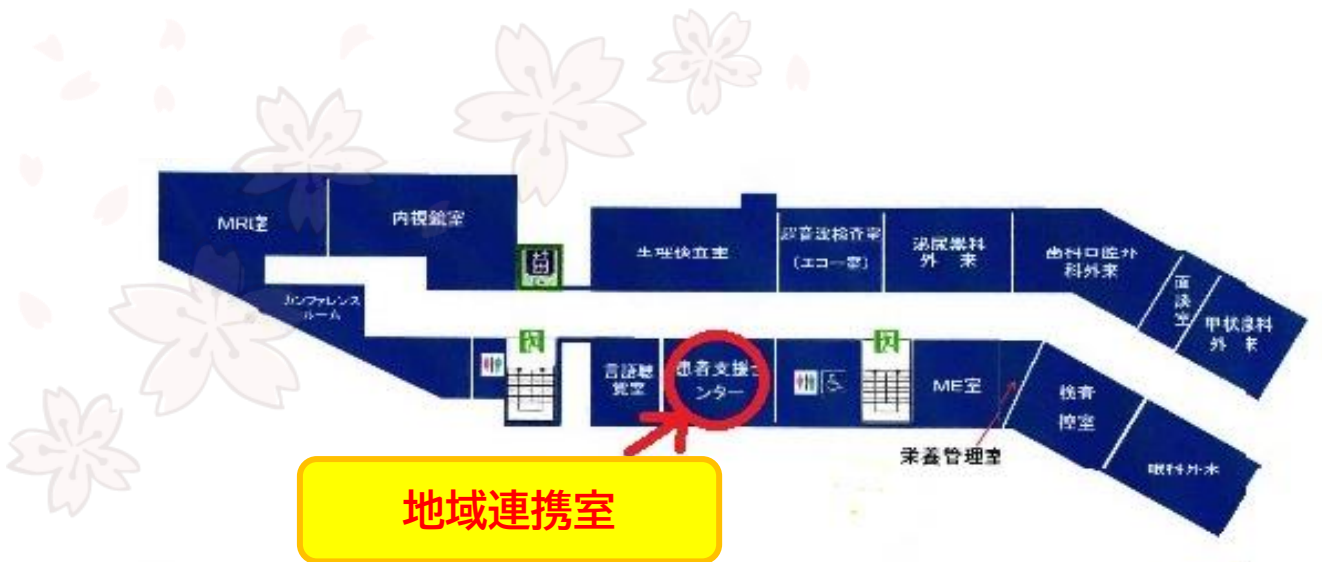 MRI室
内視鏡室
生理検査室
超音波検査室
(エコー室)
泌尿器科
外 来
歯科口腔外
科外来
面談室
甲状腺科
外 来
カンファレンス
ルーム
言語聴
覚室
患者支援セ
ンター
ME室
検査
控室
眼科外来
栄養管理室
地域連携室